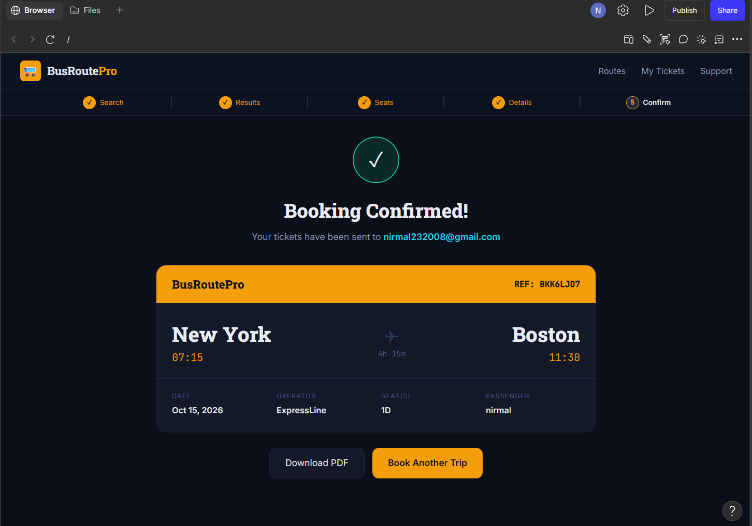 Browser
Files
N
Publish
Share
/
BusRoutePro
Routes
My Tickets
Support
✓ Search
✓ Results
✓ Seats
✓ Details
5 Confirm
✓
Booking Confirmed!
Your tickets have been sent to nirmal232008@gmail.com
BusRoutePro
REF: BKK6LJD7
New York
Boston
07:15
4h 15m
11:30
DATE
OPERATOR
SEAT(S)
PASSENGER
Oct 15, 2026
ExpressLine
1D
nirmal
Download PDF
Book Another Trip
?